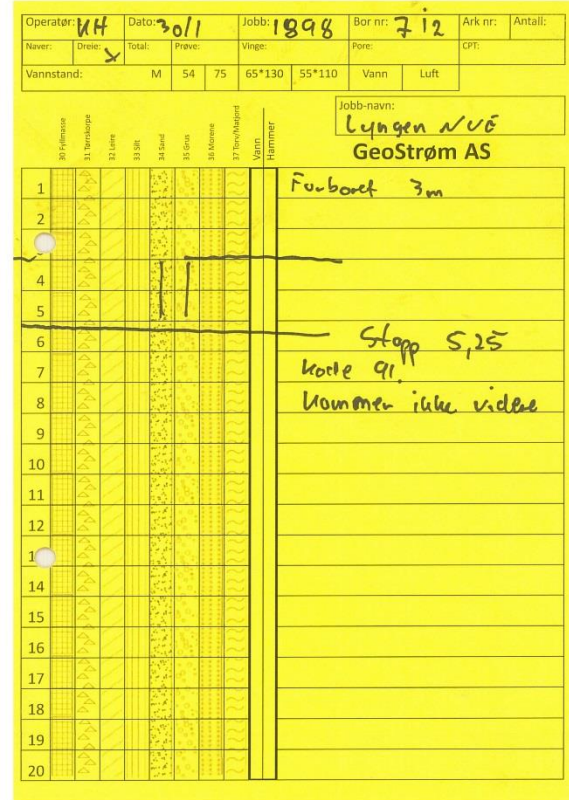 Operatør: KH Dato: 30/1 Jobb: 1898 Bor nr: 7 i 2 Ark nr: Antall:
Naver: Dreie: x Total: Prøve: Vinge: Pore: CPT:
Vannstand: M 54 75 65*130 55*110 Vann Luft
Jobb-navn:
Lyngen NVE
GeoStrøm AS
30 Fyllmasse
31 Tørrskorpe
32 Leire
33 Silt
34 Sand
35 Grus
36 Morene
37 Torv/Matjord
Vann
Hammer
1 Forboret 3m
2
4
5
6 Stopp 5,25
7 Kode 91.
8 Kommer ikke videre
9
10
11
12
1
14
15
16
17
18
19
20